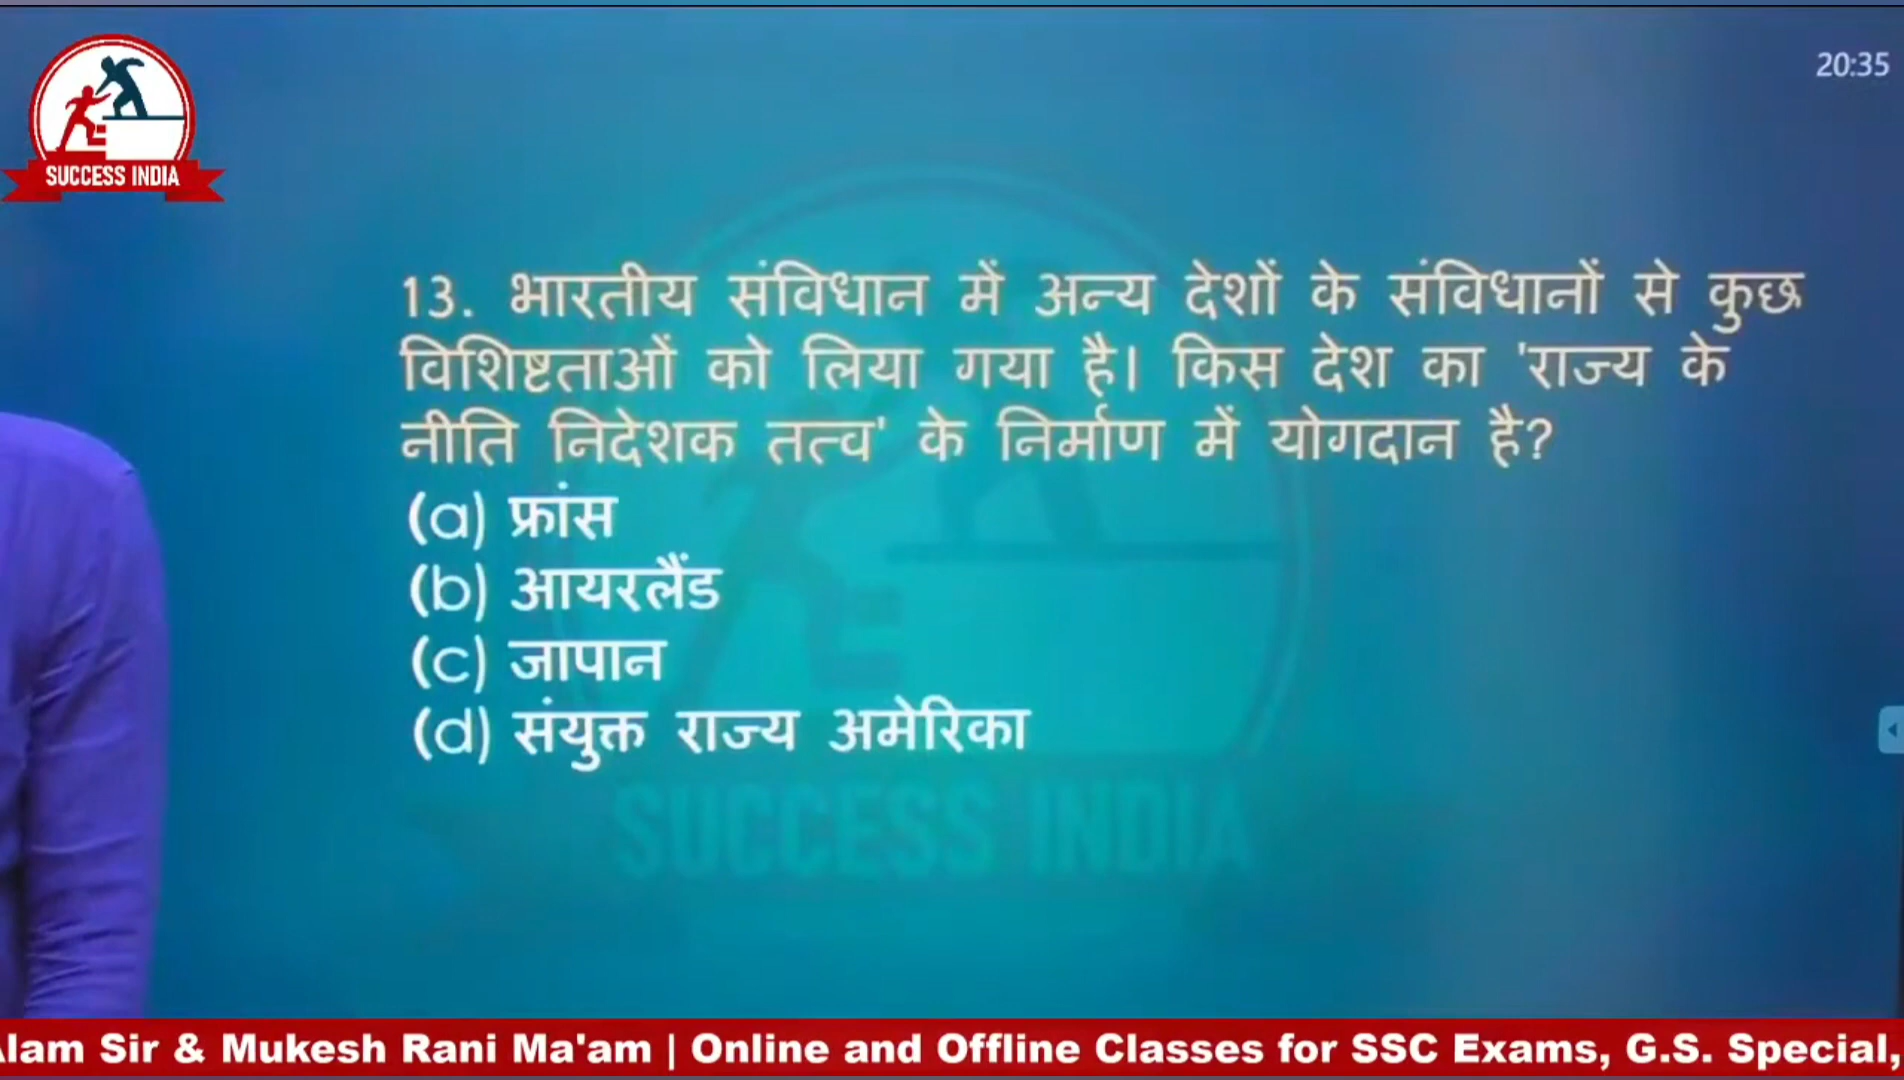 20:35
SUCCESS INDIA
13. भारतीय संविधान में अन्य देशों के संविधानों से कुछ
विशिष्टताओं को लिया गया है। किस देश का 'राज्य के
नीति निदेशक तत्व' के निर्माण में योगदान है?
(a) फ्रांस
(b) आयरलैंड
(c) जापान
(d) संयुक्त राज्य अमेरिका
SUCCESS INDIA
lam Sir & Mukesh Rani Ma'am | Online and Offline Classes for SSC Exams, G.S. Special,